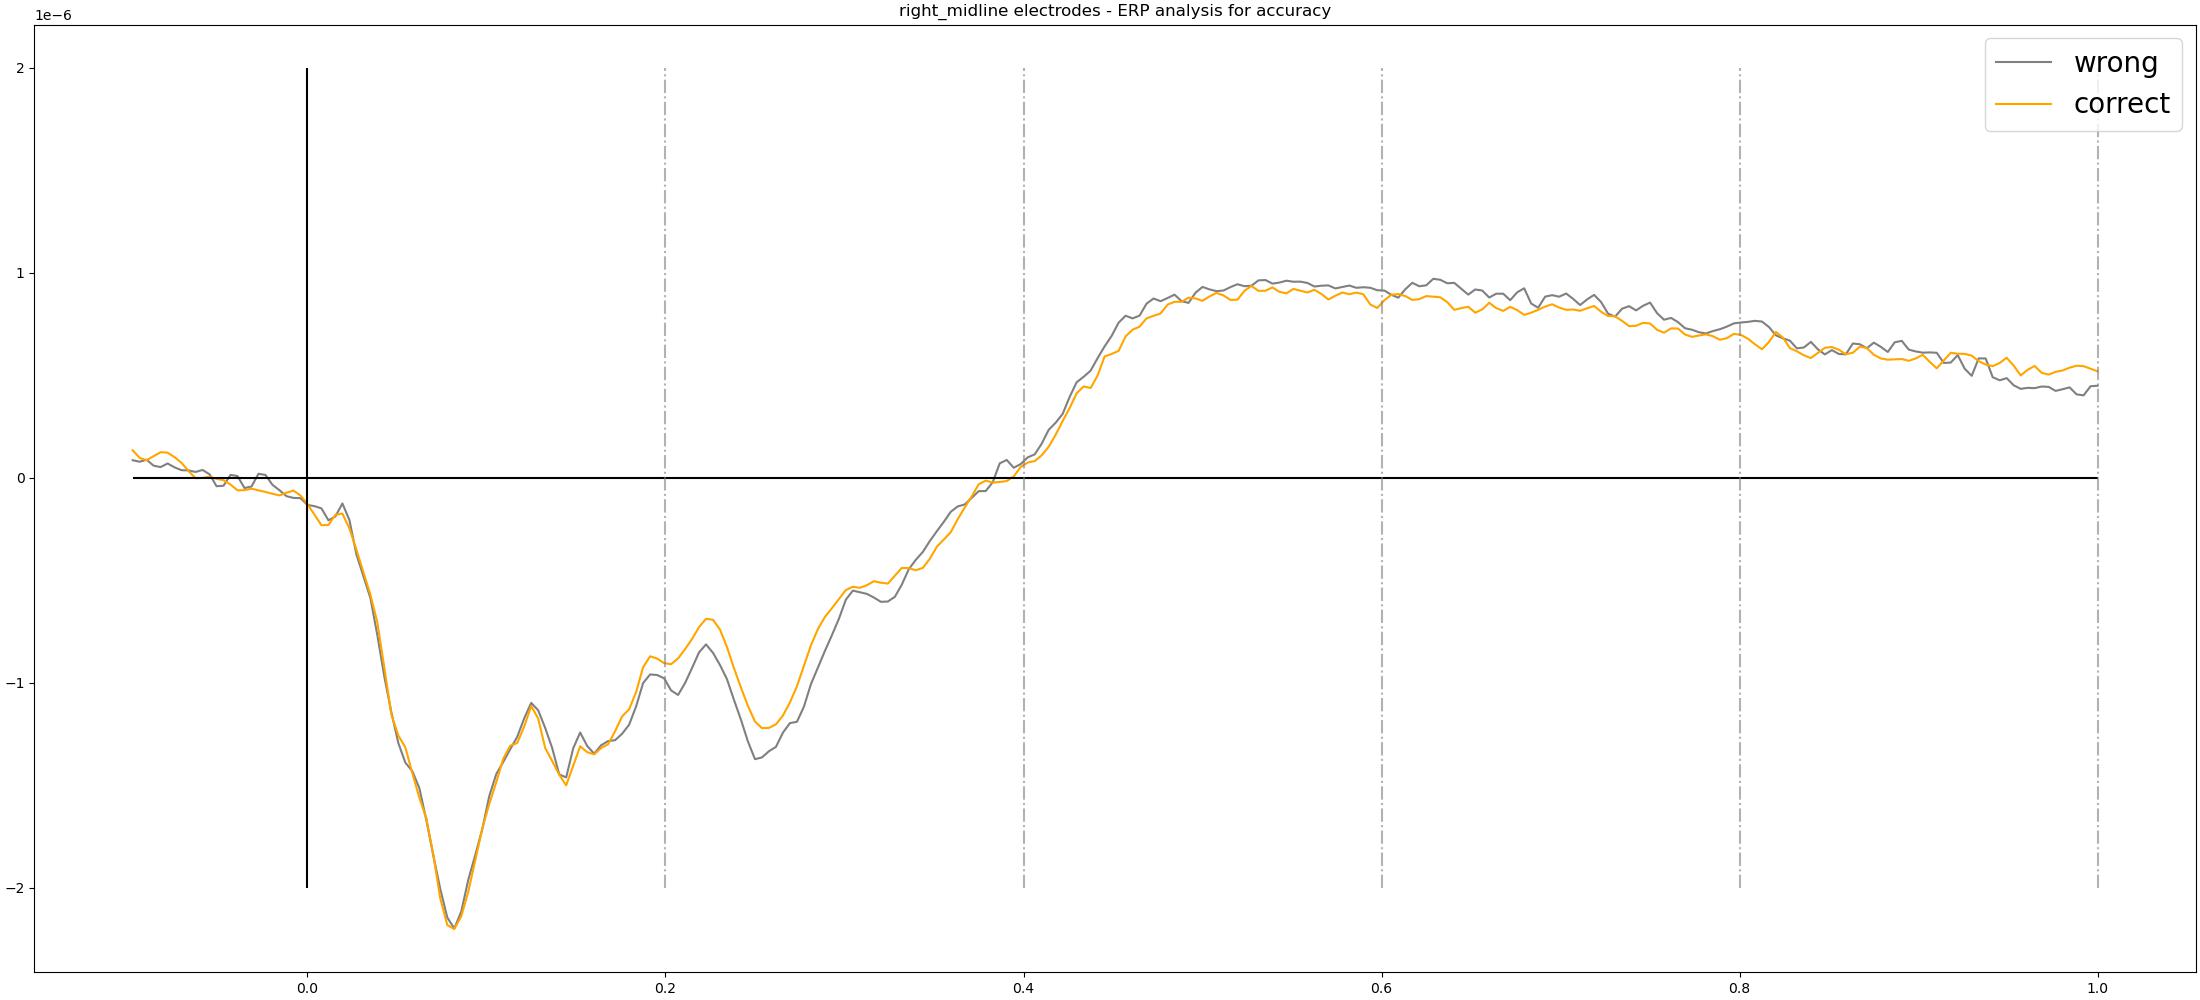 right_midline electrodes - ERP analysis for accuracy
1e−6
wrong
correct
2
1
0
−1
−2
0.0 0.2 0.4 0.6 0.8 1.0